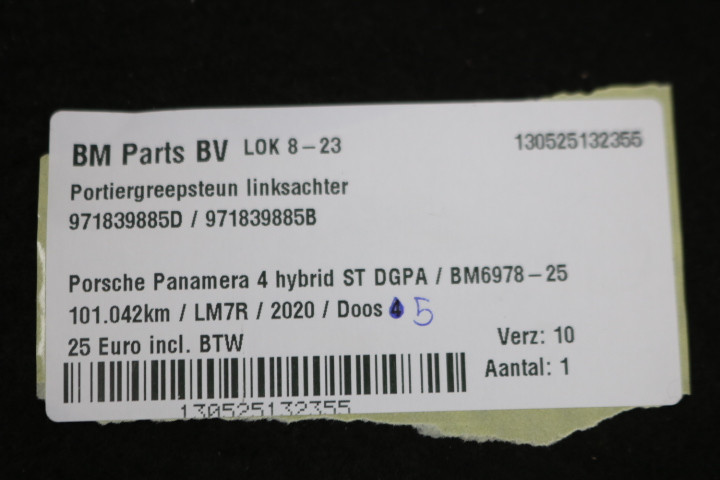 BM Parts BV LOK 8-23 130525132355
Portiergreepsteun linksachter
971839885D / 971839885B
Porsche Panamera 4 hybrid ST DGPA / BM6978-25
101.042km / LM7R / 2020 / Doos 4 5
25 Euro incl. BTW Verz: 10
Aantal: 1
130525132355